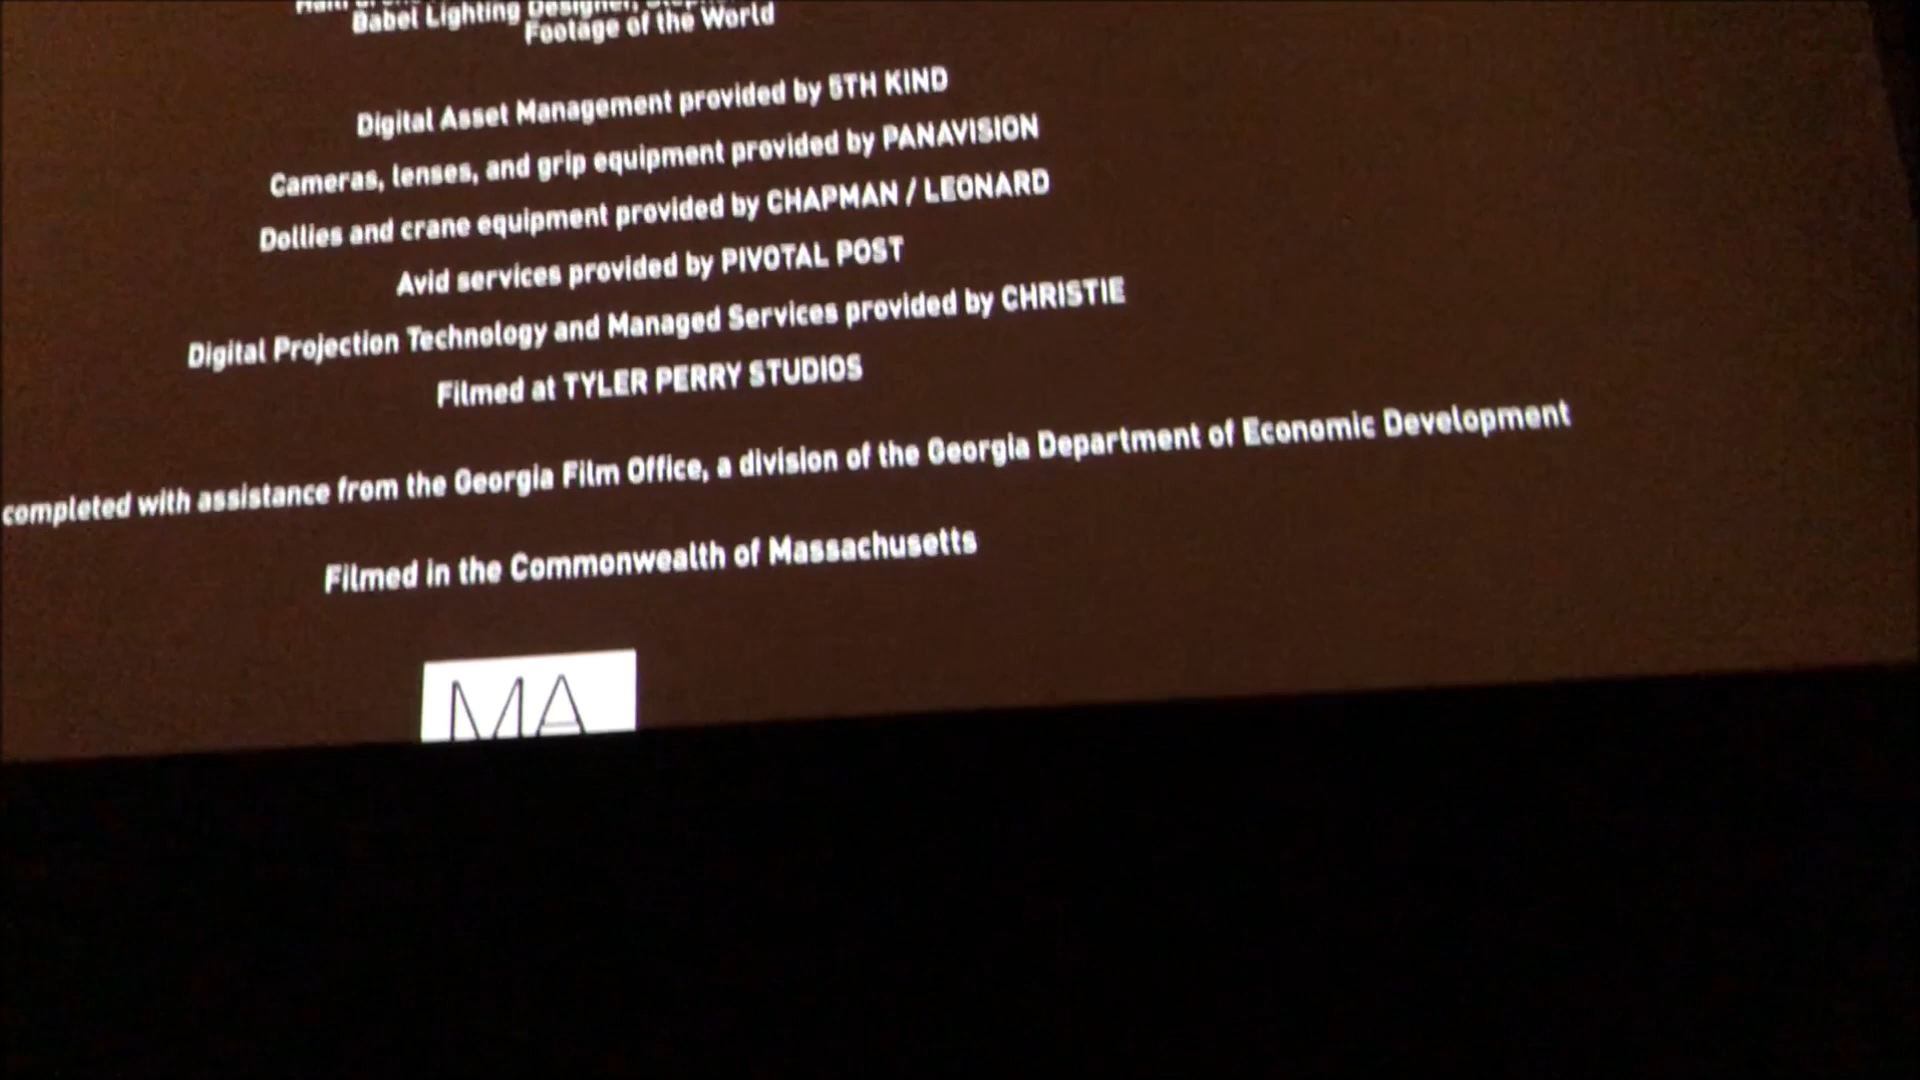 Babel Lighting Designer,
Footage of the World
Digital Asset Management provided by 5TH KIND
Cameras, lenses, and grip equipment provided by PANAVISION
Dollies and crane equipment provided by CHAPMAN / LEONARD
Avid services provided by PIVOTAL POST
Digital Projection Technology and Managed Services provided by CHRISTIE
Filmed at TYLER PERRY STUDIOS
completed with assistance from the Georgia Film Office, a division of the Georgia Department of Economic Development
Filmed in the Commonwealth of Massachusetts
MA